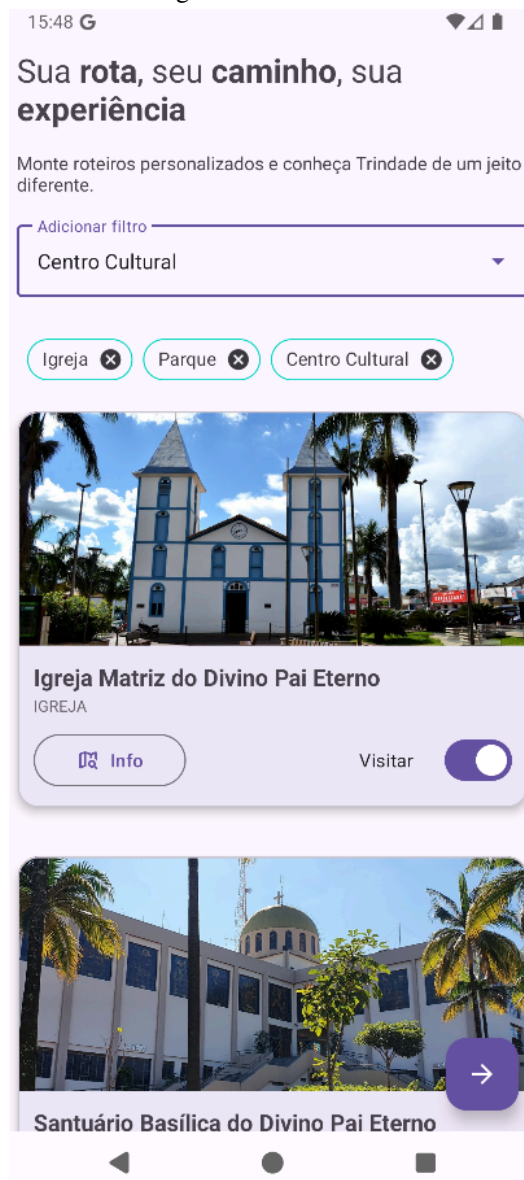 15:48 G
Sua rota, seu caminho, sua
experiência
Monte roteiros personalizados e conheça Trindade de um jeito
diferente.
Adicionar filtro
Centro Cultural
Igreja Parque Centro Cultural
Igreja Matriz do Divino Pai Eterno
IGREJA
Info Visitar
Santuário Basílica do Divino Pai Eterno